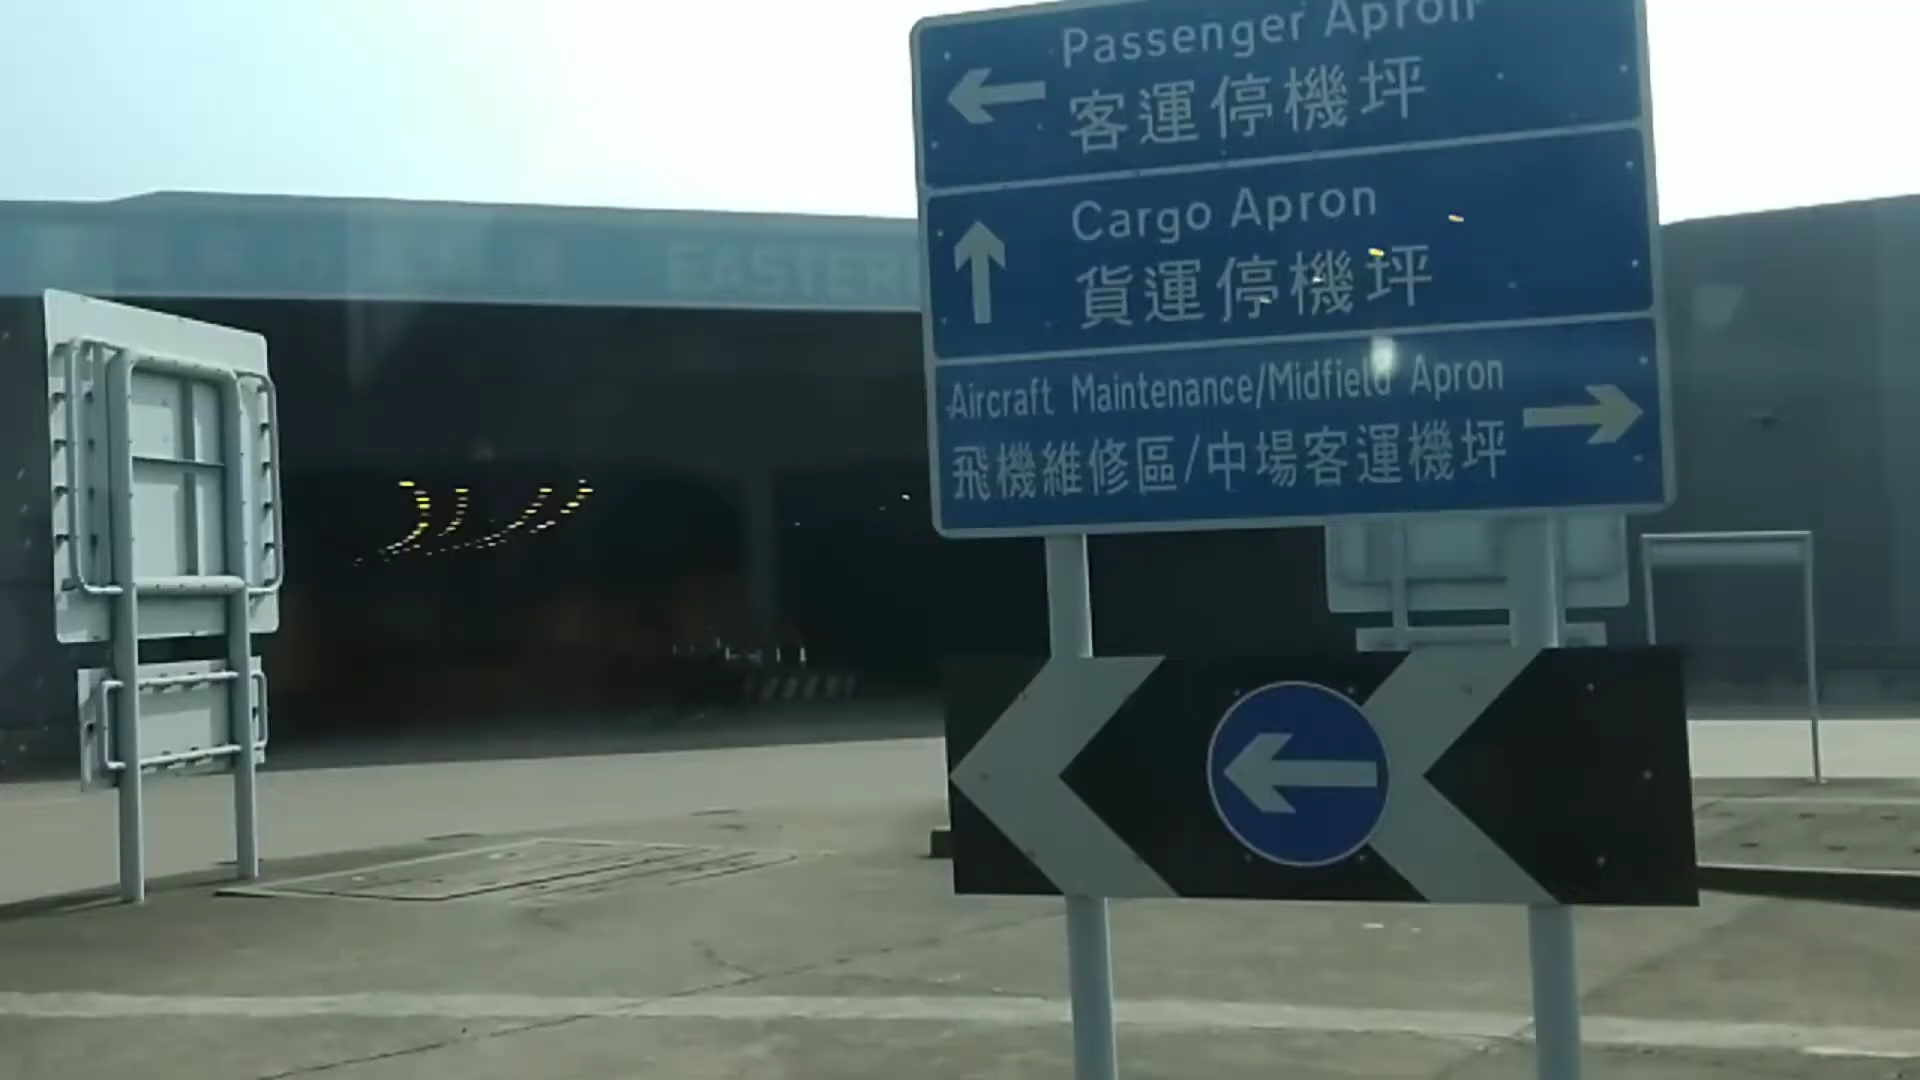 Passenger Apron
客運停機坪
Cargo Apron
貨運停機坪
Aircraft Maintenance/Midfield Apron
飛機維修區/中場客運機坪
EASTERN